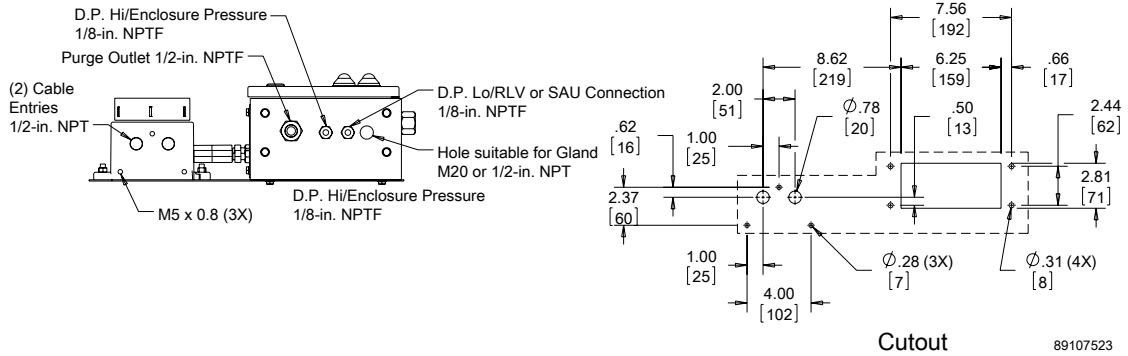 D.P. Hi/Enclosure Pressure
1/8-in. NPTF
Purge Outlet 1/2-in. NPTF
(2) Cable
Entries
1/2-in. NPT
D.P. Lo/RLV or SAU Connection
1/8-in. NPTF
Hole suitable for Gland
M20 or 1/2-in. NPT
D.P. Hi/Enclosure Pressure
1/8-in. NPTF
M5 x 0.8 (3X)
7.56
[192]
8.62
[219]
6.25
[159]
.66
[17]
2.00
[51]
∅.78
[20]
.50
[13]
2.44
[62]
.62
[16]
1.00
[25]
2.37
[60]
2.81
[71]
1.00
[25]
4.00
[102]
∅.28 (3X)
[7]
∅.31 (4X)
[8]
Cutout
89107523